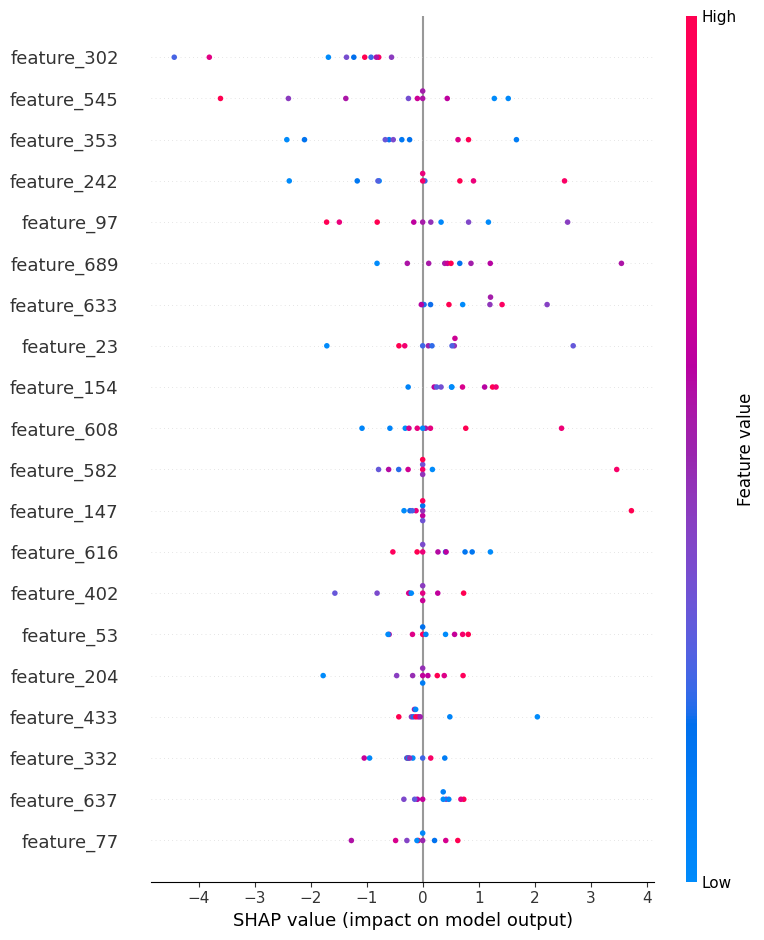 High
feature_302
feature_545
feature_353
feature_242
feature_97
feature_689
feature_633
feature_23
feature_154
feature_608
feature_582
feature_147
feature_616
feature_402
feature_53
feature_204
feature_433
feature_332
feature_637
feature_77
Feature value
Low
−4 −3 −2 −1 0 1 2 3 4
SHAP value (impact on model output)